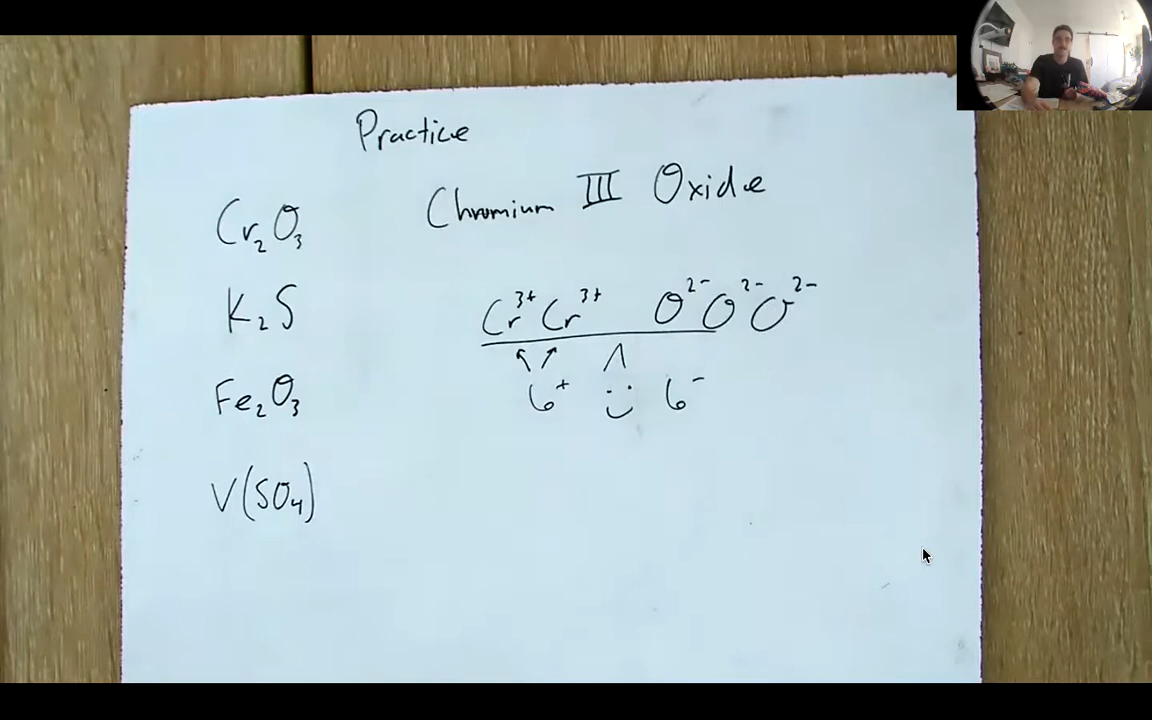 Practice
Cr₂O₃
Chromium III Oxide
K₂S
Cr³⁺ Cr³⁺ O²⁻ O²⁻ O²⁻
Fe₂O₃
6⁺ 6⁻
V(SO₄)